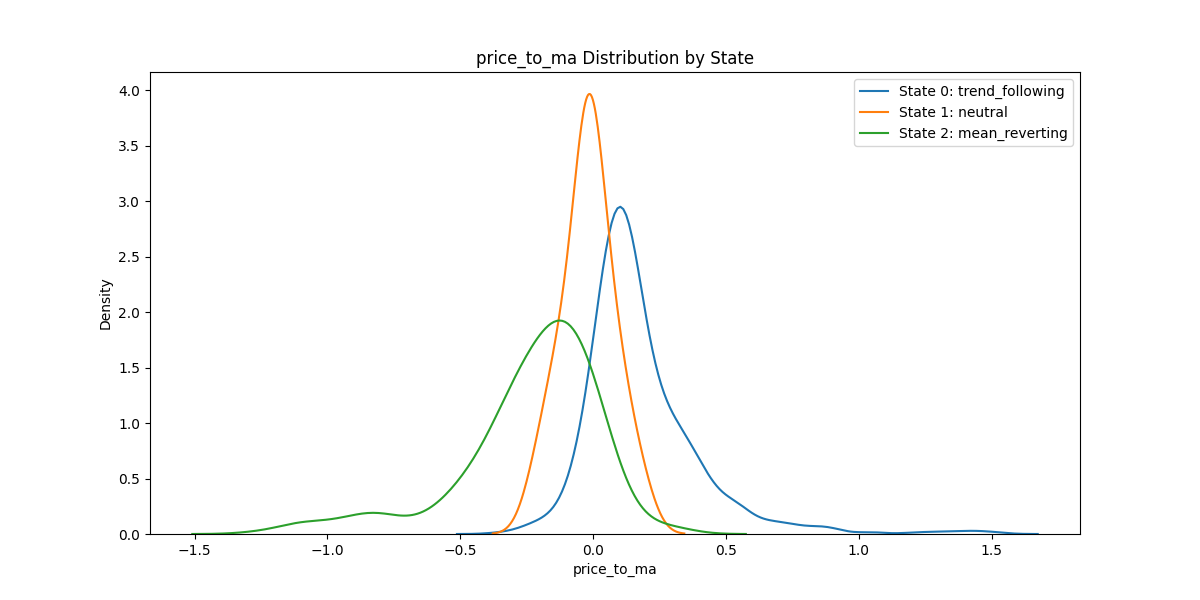 price_to_ma Distribution by State
State 0: trend_following
State 1: neutral
State 2: mean_reverting
Density
4.0
3.5
3.0
2.5
2.0
1.5
1.0
0.5
0.0
−1.5 −1.0 −0.5 0.0 0.5 1.0 1.5
price_to_ma